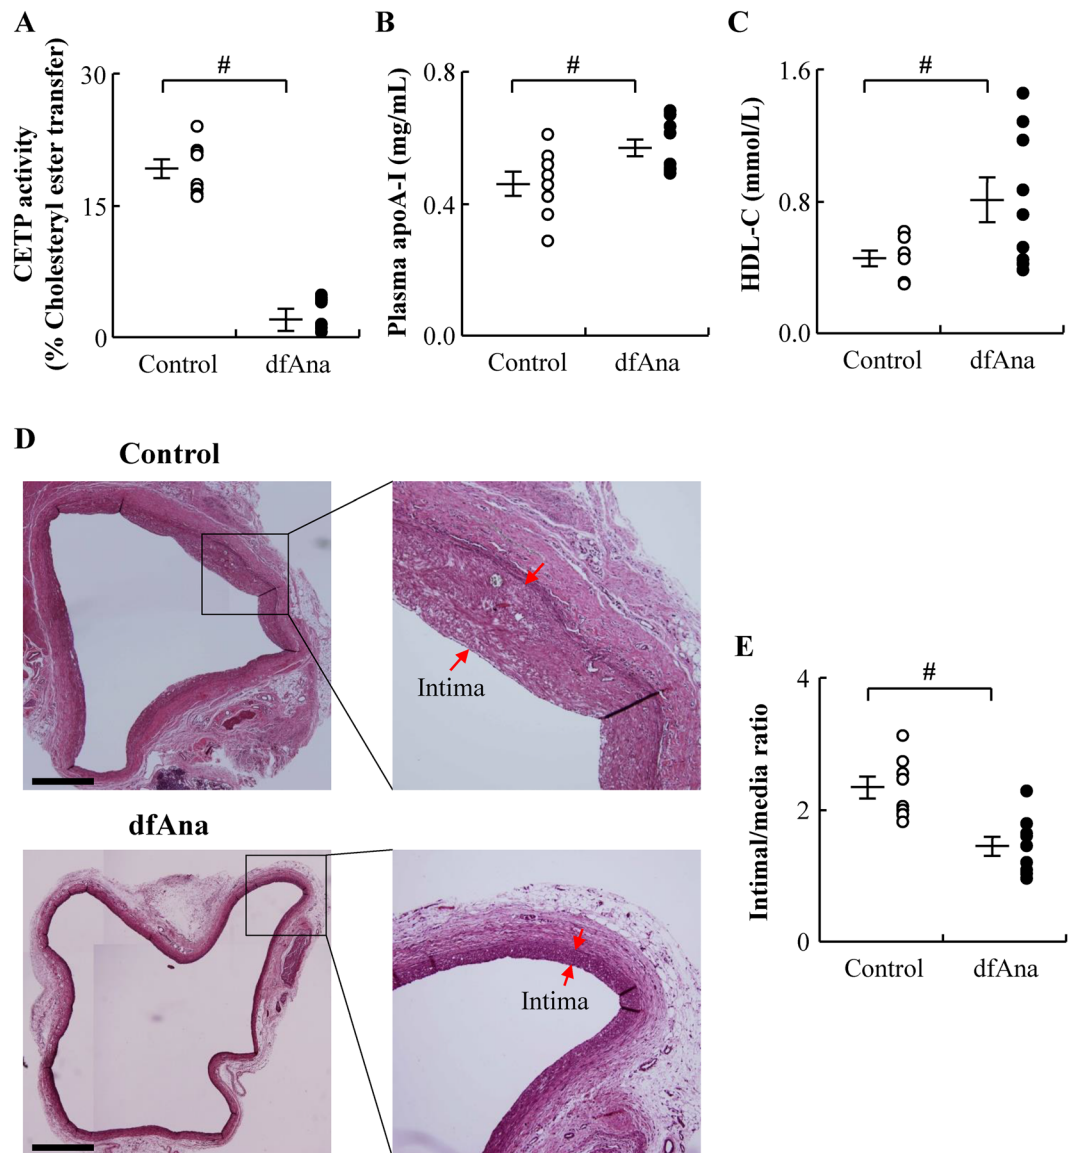 A
CETP activity
(% Cholesteryl ester transfer)
30
15
0
#
Control
dfAna
B
Plasma apoA-I (mg/mL)
0.8
0.4
0.0
#
Control
dfAna
C
HDL-C (mmol/L)
1.6
0.8
0.0
#
Control
dfAna
D
Control
Intima
dfAna
Intima
E
Intimal/media ratio
4
2
0
#
Control
dfAna